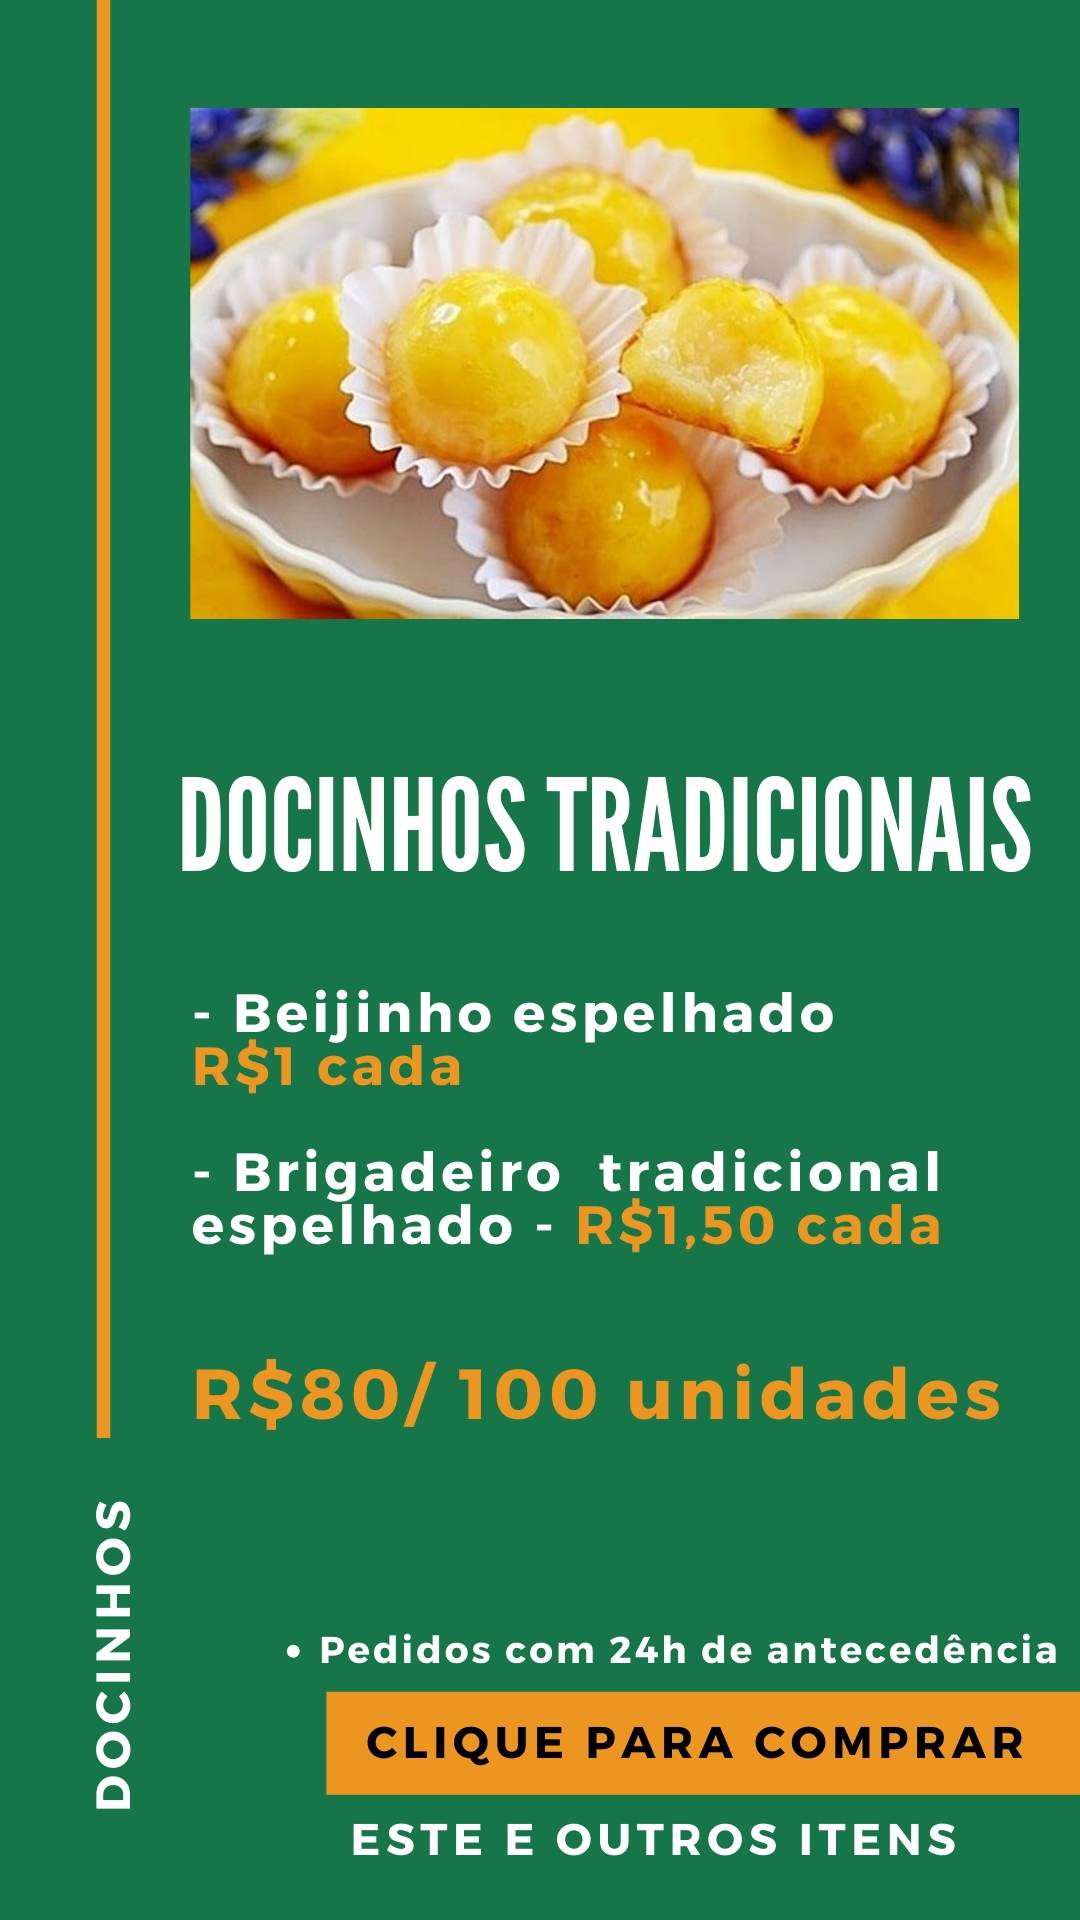 DOCINHOS TRADICIONAIS
- Beijinho espelhado
R$1 cada
- Brigadeiro tradicional
espelhado - R$1,50 cada
R$80/ 100 unidades
DOCINHOS
• Pedidos com 24h de antecedência
CLIQUE PARA COMPRAR
ESTE E OUTROS ITENS